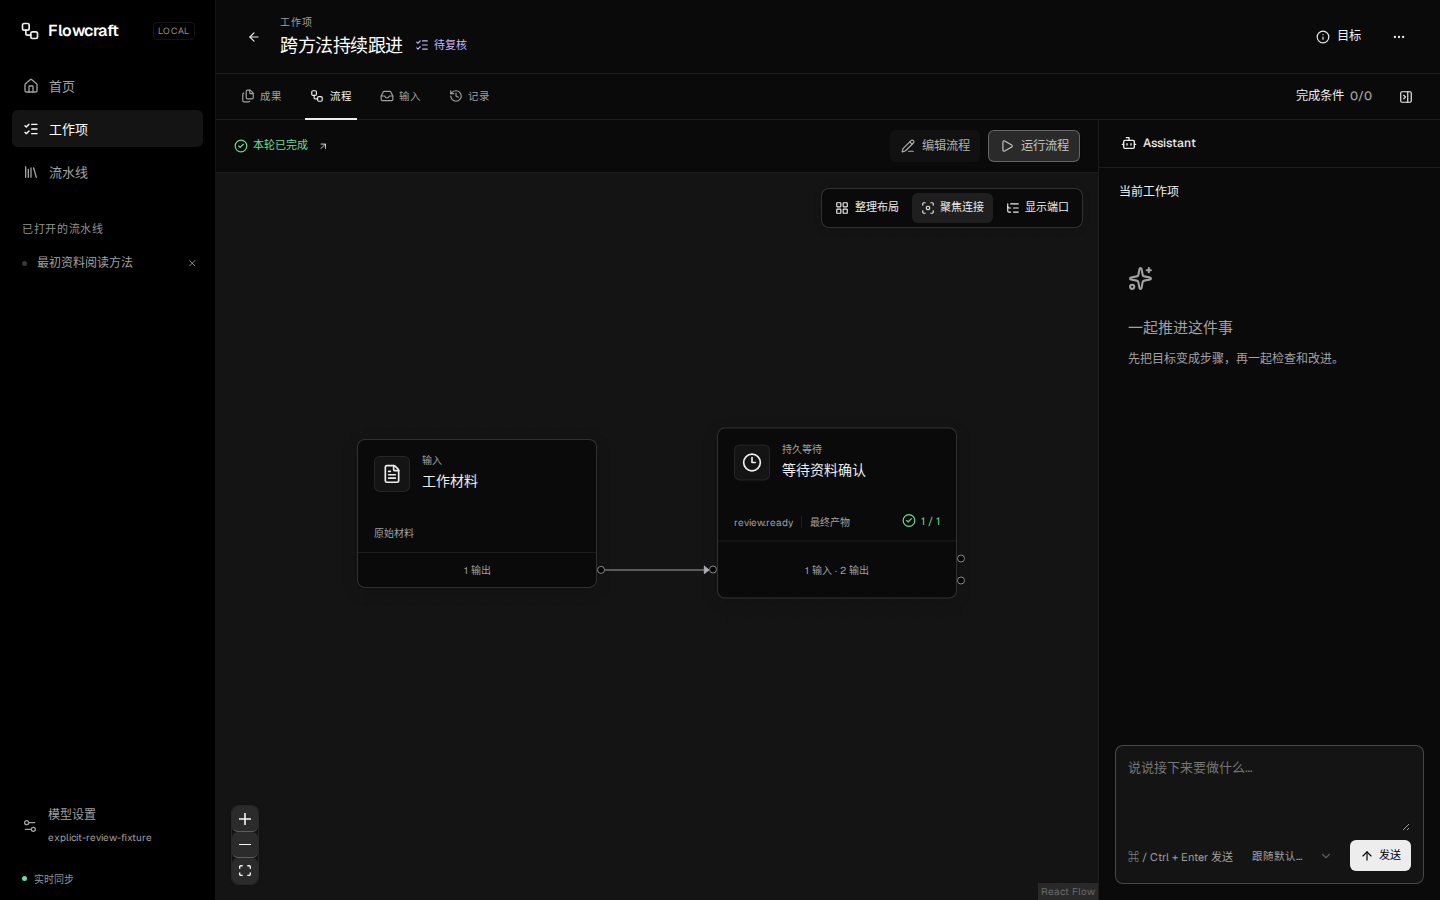 Flowcraft
LOCAL
首页
工作项
流水线
已打开的流水线
最初资料阅读方法
模型设置
explicit-review-fixture
实时同步
工作项
跨方法持续跟进
待复核
目标
成果
流程
输入
记录
完成条件 0/0
本轮已完成
编辑流程
运行流程
整理布局
聚焦连接
显示端口
输入
工作材料
原始材料
1 输出
持久等待
等待资料确认
review.ready
最终产物
1 / 1
1 输入 · 2 输出
React Flow
Assistant
当前工作项
一起推进这件事
先把目标变成步骤，再一起检查和改进。
说说接下来要做什么...
⌘ / Ctrl + Enter 发送
跟随默认...
发送